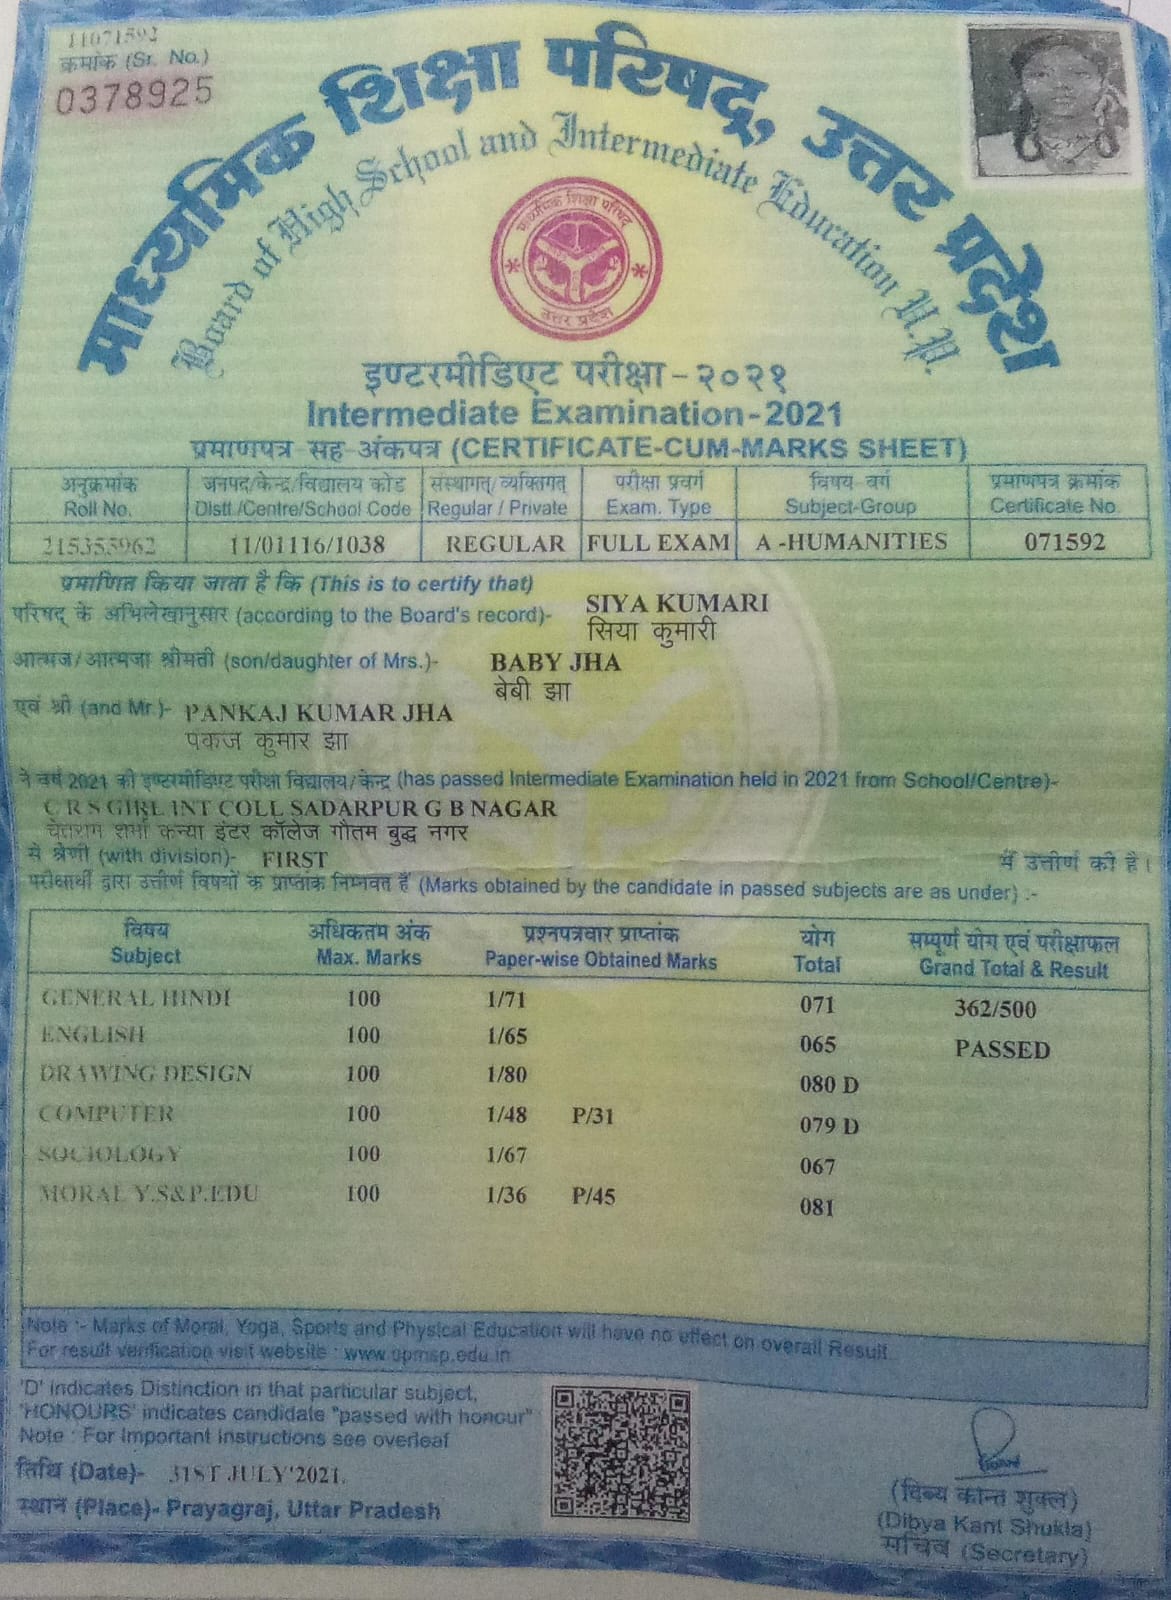 11071592
क्रमांक (Sr. No.)
0378925
माध्यमिक शिक्षा परिषद्, उत्तर प्रदेश
Board of High School and Intermediate Education U.P.
माध्यमिक शिक्षा परिषद्
उत्तर प्रदेश
इण्टरमीडिएट परीक्षा-२०२१
Intermediate Examination-2021
प्रमाणपत्र-सह-अंकपत्र (CERTIFICATE-CUM-MARKS SHEET)
अनुक्रमांक जनपद/केन्द्र/विद्यालय कोड संस्थागत/व्यक्तिगत परीक्षा प्रवर्ग विषय-वर्ग प्रमाणपत्र क्रमांक
Roll No. Distt./Centre/School Code Regular / Private Exam. Type Subject-Group Certificate No.
215355962 11/01116/1038 REGULAR FULL EXAM A -HUMANITIES 071592
प्रमाणित किया जाता है कि (This is to certify that)
परिषद् के अभिलेखानुसार (according to the Board's record)- SIYA KUMARI
सिया कुमारी
आत्मज/आत्मजा श्रीमती (son/daughter of Mrs.)- BABY JHA
बेबी झा
एवं श्री (and Mr.)- PANKAJ KUMAR JHA
पंकज कुमार झा
ने वर्ष 2021 की इण्टरमीडिएट परीक्षा विद्यालय/केन्द्र (has passed Intermediate Examination held in 2021 from School/Centre)-
C R S GIRL INT COLL SADARPUR G B NAGAR
चेतराम शर्मा कन्या इंटर कॉलेज गौतम बुद्ध नगर
से श्रेणी (with division)- FIRST में उत्तीर्ण की है।
परीक्षार्थी द्वारा उत्तीर्ण विषयों के प्राप्तांक निम्नवत हैं (Marks obtained by the candidate in passed subjects are as under) :-
विषय अधिकतम अंक प्रश्नपत्रवार प्राप्तांक योग सम्पूर्ण योग एवं परीक्षाफल
Subject Max. Marks Paper-wise Obtained Marks Total Grand Total & Result
GENERAL HINDI 100 1/71 071 362/500
ENGLISH 100 1/65 065 PASSED
DRAWING DESIGN 100 1/80 080 D
COMPUTER 100 1/48 P/31 079 D
SOCIOLOGY 100 1/67 067
MORAL Y.S&P.EDU 100 1/36 P/45 081
Note :- Marks of Moral, Yoga, Sports and Physical Education will have no effect on overall Result.
For result verification visit website : www.upmsp.edu.in
'D' indicates Distinction in that particular subject,
'HONOURS' indicates candidate "passed with honour"
Note : For Important Instructions see overleaf
तिथि (Date)- 31ST JULY'2021.
स्थान (Place)- Prayagraj, Uttar Pradesh
(दिव्य कान्त शुक्ल)
(Dibya Kant Shukla)
सचिव (Secretary)